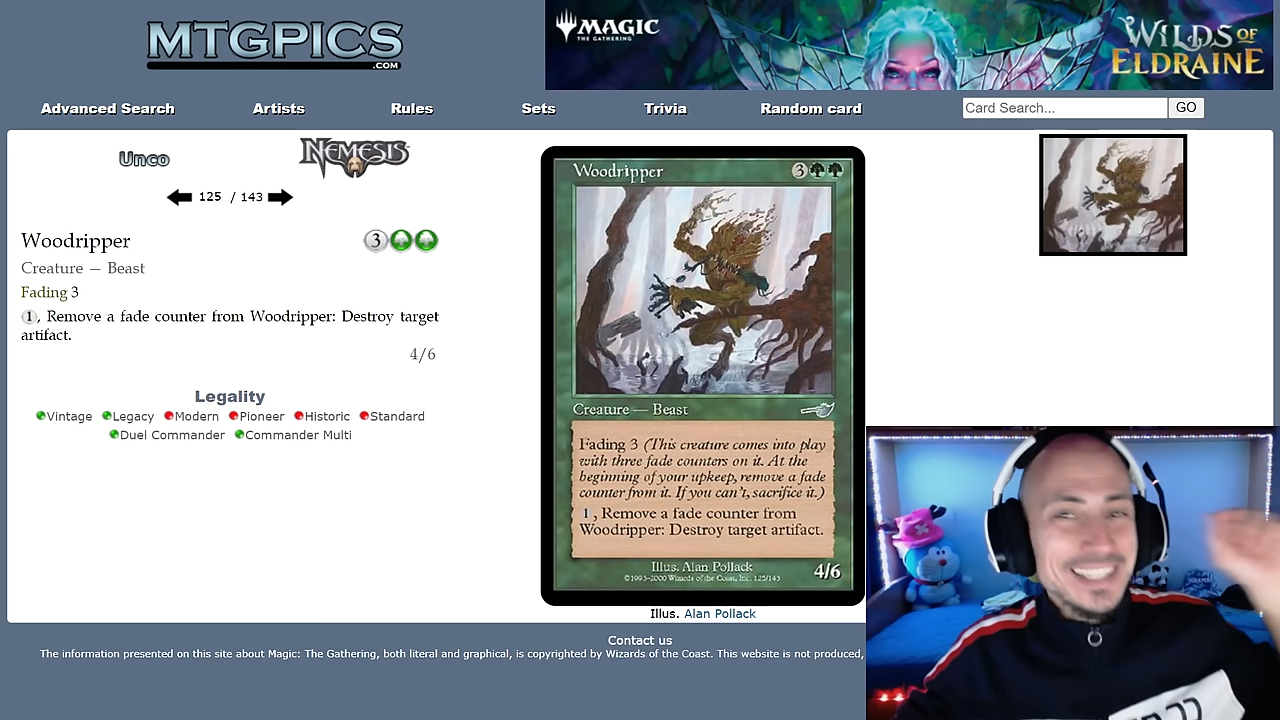 MTGPICS
.COM
MAGIC
THE GATHERING
WILDS OF
ELDRAINE
Advanced Search
Artists
Rules
Sets
Trivia
Random card
Card Search...
GO
Unco
NEMESIS
125 / 143
Woodripper
3
Creature — Beast
Fading 3
1, Remove a fade counter from Woodripper: Destroy target
artifact.
4/6
Legality
Vintage Legacy Modern Pioneer Historic Standard
Duel Commander Commander Multi
Woodripper
3
Creature — Beast
Fading 3 (This creature comes into play
with three fade counters on it. At the
beginning of your upkeep, remove a fade
counter from it. If you can't, sacrifice it.)
1, Remove a fade counter from
Woodripper: Destroy target artifact.
Illus. Alan Pollack
©1993-2000 Wizards of the Coast, Inc. 125/143
4/6
Illus. Alan Pollack
Contact us
The information presented on this site about Magic: The Gathering, both literal and graphical, is copyrighted by Wizards of the Coast. This website is not produced,